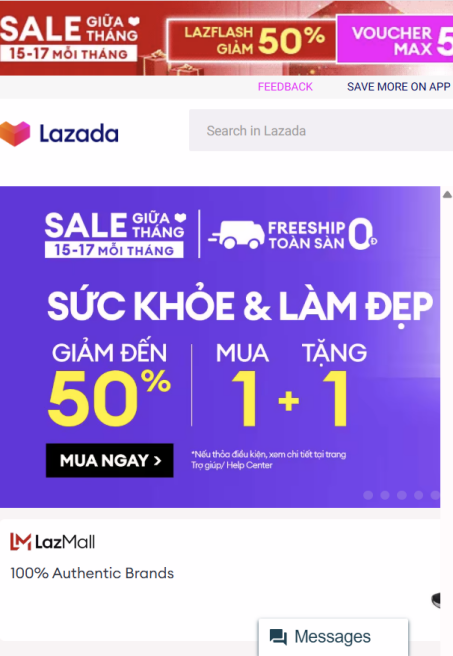 SALE GIỮA THÁNG
15-17 MỖI THÁNG
LAZFLASH
GIẢM 50%
VOUCHER
MAX 5
FEEDBACK SAVE MORE ON APP
Lazada
Search in Lazada
SALE GIỮA THÁNG
15-17 MỖI THÁNG
FREESHIP
TOÀN SÀN 0Đ
SỨC KHỎE & LÀM ĐẸP
GIẢM ĐẾN
50%
MUA TẶNG
1 + 1
MUA NGAY >
*Nếu thỏa điều kiện, xem chi tiết tại trang
Trợ giúp/ Help Center
LazMall
100% Authentic Brands
Messages